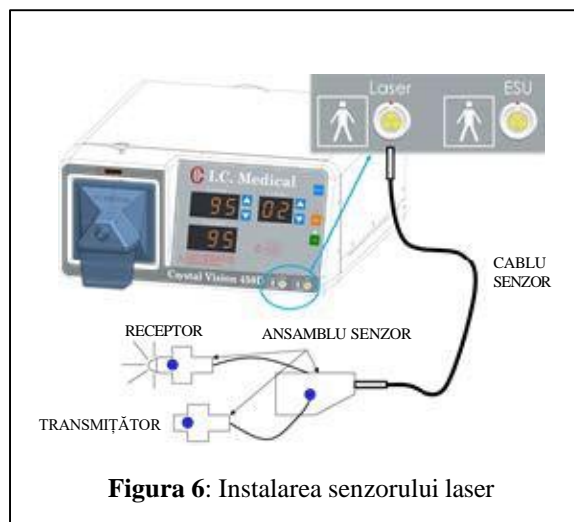 Laser
ESU
I.C. Medical
95 02
95
Crystal Vision 450D
CABLU
SENZOR
RECEPTOR
ANSAMBLU SENZOR
TRANSMIȚĂTOR
Figura 6: Instalarea senzorului laser